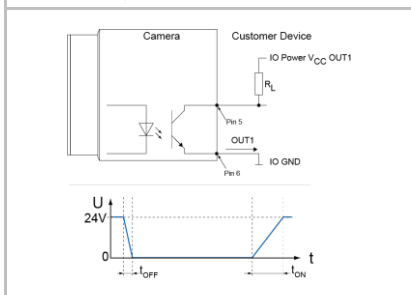 Camera
Customer Device
IO Power VCC OUT1
RL
Pin 5
OUT1
IO GND
Pin 6
U
24V
0
t
tOFF
tON